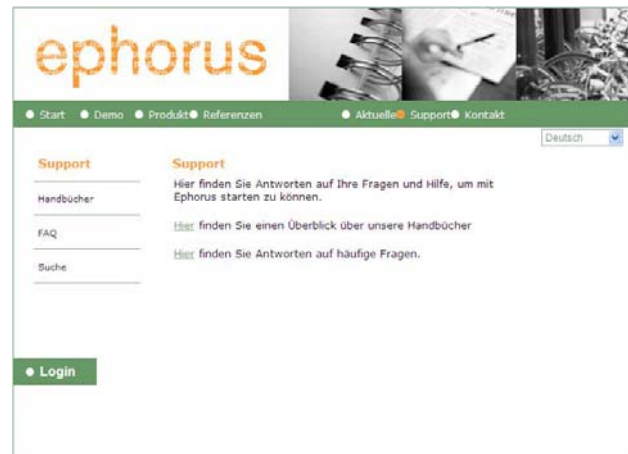 ephorus
Start Demo Produkt Referenzen Aktuelle Support Kontakt
Deutsch
Support
Handbücher
FAQ
Suche
Support
Hier finden Sie Antworten auf Ihre Fragen und Hilfe, um mit
Ephorus starten zu können.
Hier finden Sie einen Überblick über unsere Handbücher
Hier finden Sie Antworten auf häufige Fragen.
Login